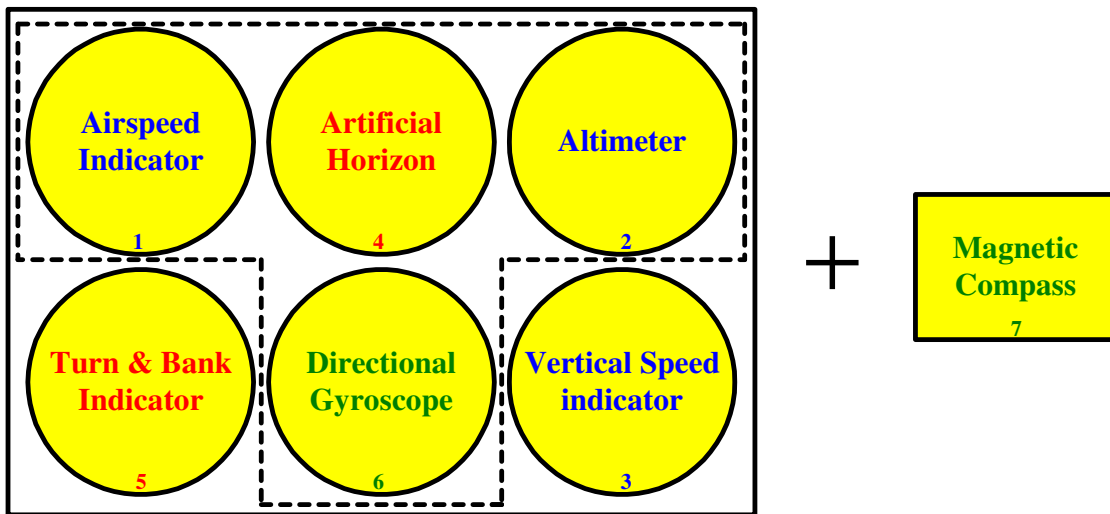 Airspeed
Indicator
1
Artificial
Horizon
4
Altimeter
2
Turn & Bank
Indicator
5
Directional
Gyroscope
6
Vertical Speed
indicator
3
+
Magnetic
Compass
7